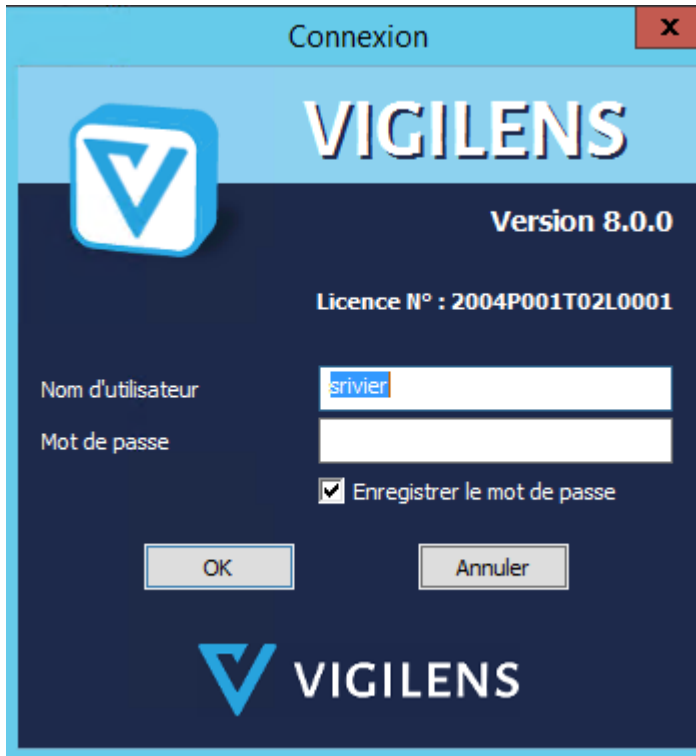 Connexion
x
VIGILENS
Version 8.0.0
Licence N° : 2004P001T02L0001
Nom d'utilisateur
srivier
Mot de passe
Enregistrer le mot de passe
OK
Annuler
VIGILENS